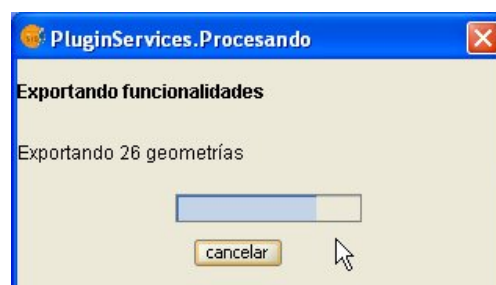 PluginServices.Procesando
Exportando funcionalidades
Exportando 26 geometrías
cancelar